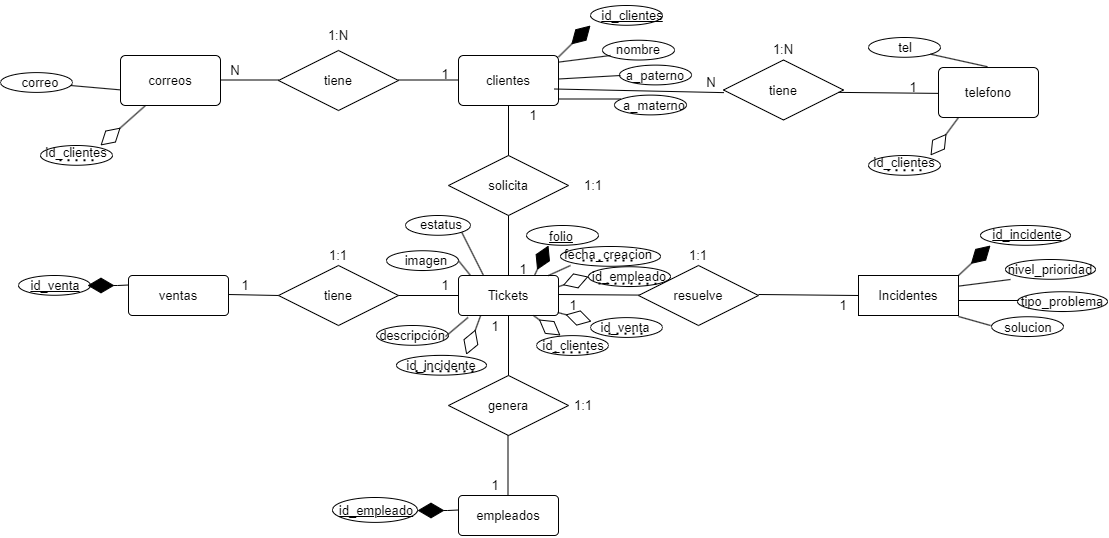 id_clientes
1:N
nombre
1:N
tel
correo
correos
N
tiene
1
clientes
a_paterno
N
tiene
1
telefono
a_materno
1
id_clientes
id_clientes
solicita
1:1
estatus
folio
id_incidente
imagen
1:1
1
fecha_creacion
1:1
nivel_prioridad
id_empleado
id_venta
ventas
1
tiene
1
Tickets
resuelve
1
Incidentes
tipo_problema
1
descripción
1
id_venta
solucion
id_clientes
id_incidente
genera
1:1
1
id_empleado
empleados